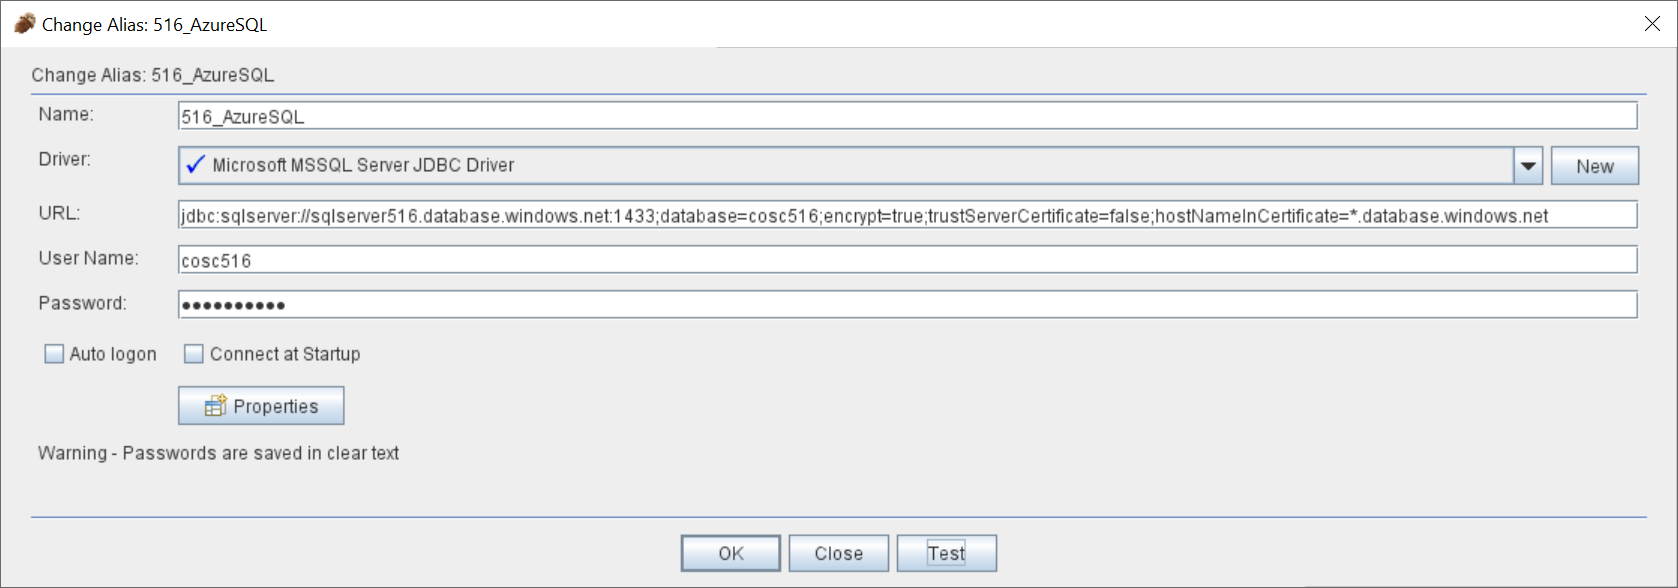 Change Alias: 516_AzureSQL
Change Alias: 516_AzureSQL
Name: 516_AzureSQL
Driver: Microsoft MSSQL Server JDBC Driver New
URL: jdbc:sqlserver://sqlserver516.database.windows.net:1433;database=cosc516;encrypt=true;trustServerCertificate=false;hostNameInCertificate=*.database.windows.net
User Name: cosc516
Password: ●●●●●●●●●●
Auto logon Connect at Startup
Properties
Warning - Passwords are saved in clear text
OK Close Test